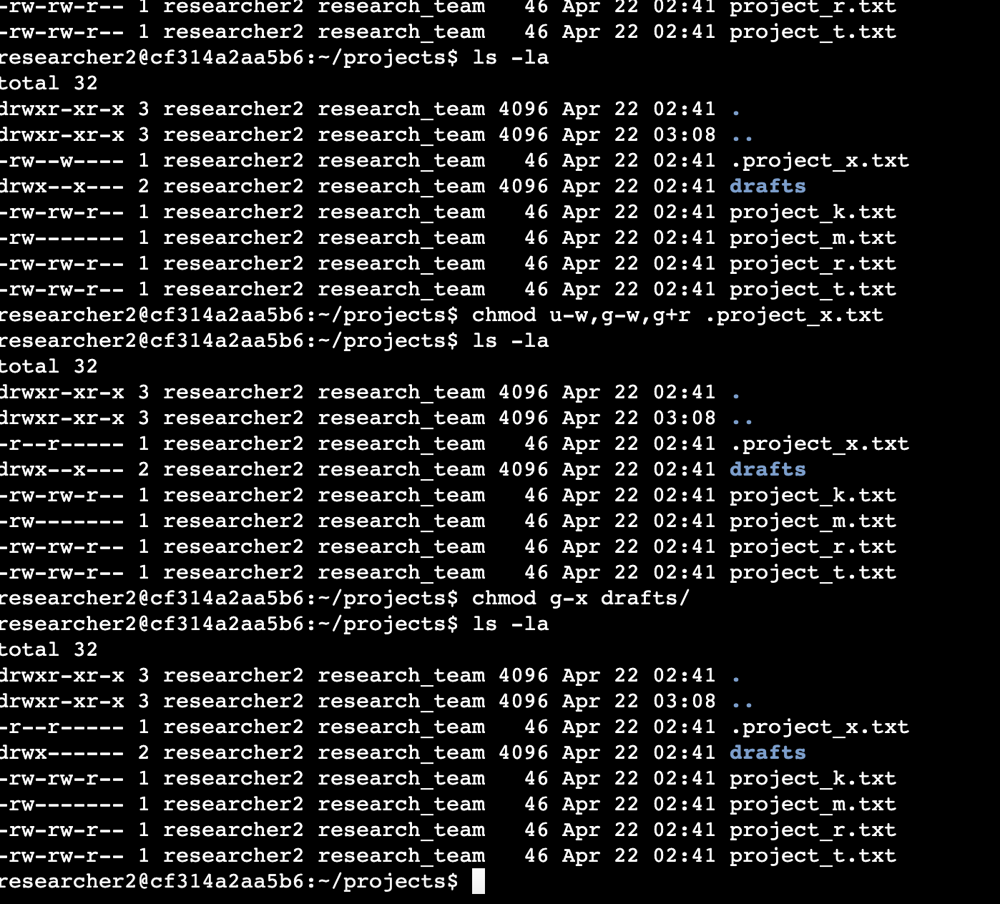 -rw-rw-r-- 1 researcher2 research_team   46 Apr 22 02:41 project_r.txt
-rw-rw-r-- 1 researcher2 research_team   46 Apr 22 02:41 project_t.txt
researcher2@cf314a2aa5b6:~/projects$ ls -la
total 32
drwxr-xr-x 3 researcher2 research_team 4096 Apr 22 02:41 .
drwxr-xr-x 3 researcher2 research_team 4096 Apr 22 03:08 ..
-rw--w---- 1 researcher2 research_team   46 Apr 22 02:41 .project_x.txt
drwx--x--- 2 researcher2 research_team 4096 Apr 22 02:41 drafts
-rw-rw-r-- 1 researcher2 research_team   46 Apr 22 02:41 project_k.txt
-rw------- 1 researcher2 research_team   46 Apr 22 02:41 project_m.txt
-rw-rw-r-- 1 researcher2 research_team   46 Apr 22 02:41 project_r.txt
-rw-rw-r-- 1 researcher2 research_team   46 Apr 22 02:41 project_t.txt
researcher2@cf314a2aa5b6:~/projects$ chmod u-w,g-w,g+r .project_x.txt
researcher2@cf314a2aa5b6:~/projects$ ls -la
total 32
drwxr-xr-x 3 researcher2 research_team 4096 Apr 22 02:41 .
drwxr-xr-x 3 researcher2 research_team 4096 Apr 22 03:08 ..
-r--r----- 1 researcher2 research_team   46 Apr 22 02:41 .project_x.txt
drwx--x--- 2 researcher2 research_team 4096 Apr 22 02:41 drafts
-rw-rw-r-- 1 researcher2 research_team   46 Apr 22 02:41 project_k.txt
-rw------- 1 researcher2 research_team   46 Apr 22 02:41 project_m.txt
-rw-rw-r-- 1 researcher2 research_team   46 Apr 22 02:41 project_r.txt
-rw-rw-r-- 1 researcher2 research_team   46 Apr 22 02:41 project_t.txt
researcher2@cf314a2aa5b6:~/projects$ chmod g-x drafts/
researcher2@cf314a2aa5b6:~/projects$ ls -la
total 32
drwxr-xr-x 3 researcher2 research_team 4096 Apr 22 02:41 .
drwxr-xr-x 3 researcher2 research_team 4096 Apr 22 03:08 ..
-r--r----- 1 researcher2 research_team   46 Apr 22 02:41 .project_x.txt
drwx------ 2 researcher2 research_team 4096 Apr 22 02:41 drafts
-rw-rw-r-- 1 researcher2 research_team   46 Apr 22 02:41 project_k.txt
-rw------- 1 researcher2 research_team   46 Apr 22 02:41 project_m.txt
-rw-rw-r-- 1 researcher2 research_team   46 Apr 22 02:41 project_r.txt
-rw-rw-r-- 1 researcher2 research_team   46 Apr 22 02:41 project_t.txt
researcher2@cf314a2aa5b6:~/projects$